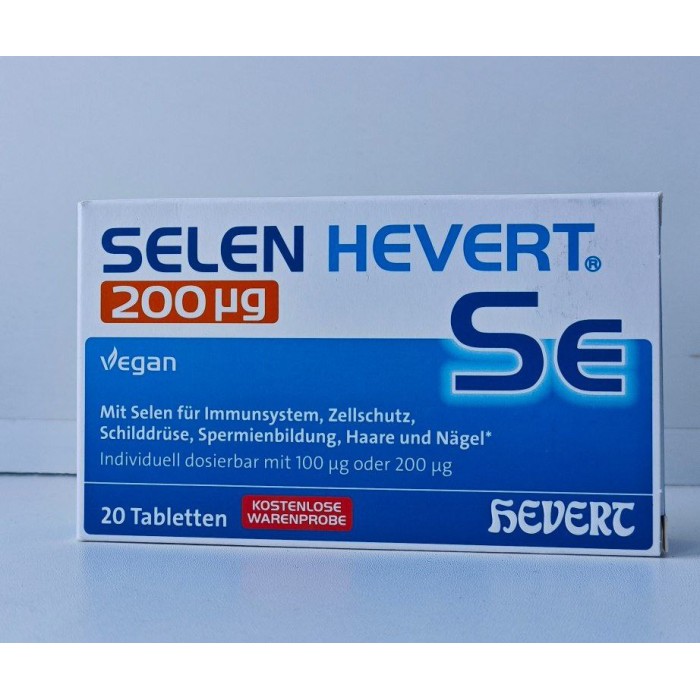 SELEN HEVERT®
200 µg
Se
Vegan
Mit Selen für Immunsystem, Zellschutz,
Schilddrüse, Spermienbildung, Haare und Nägel*
Individuell dosierbar mit 100 µg oder 200 µg
20 Tabletten
KOSTENLOSE
WARENPROBE
HEVERT